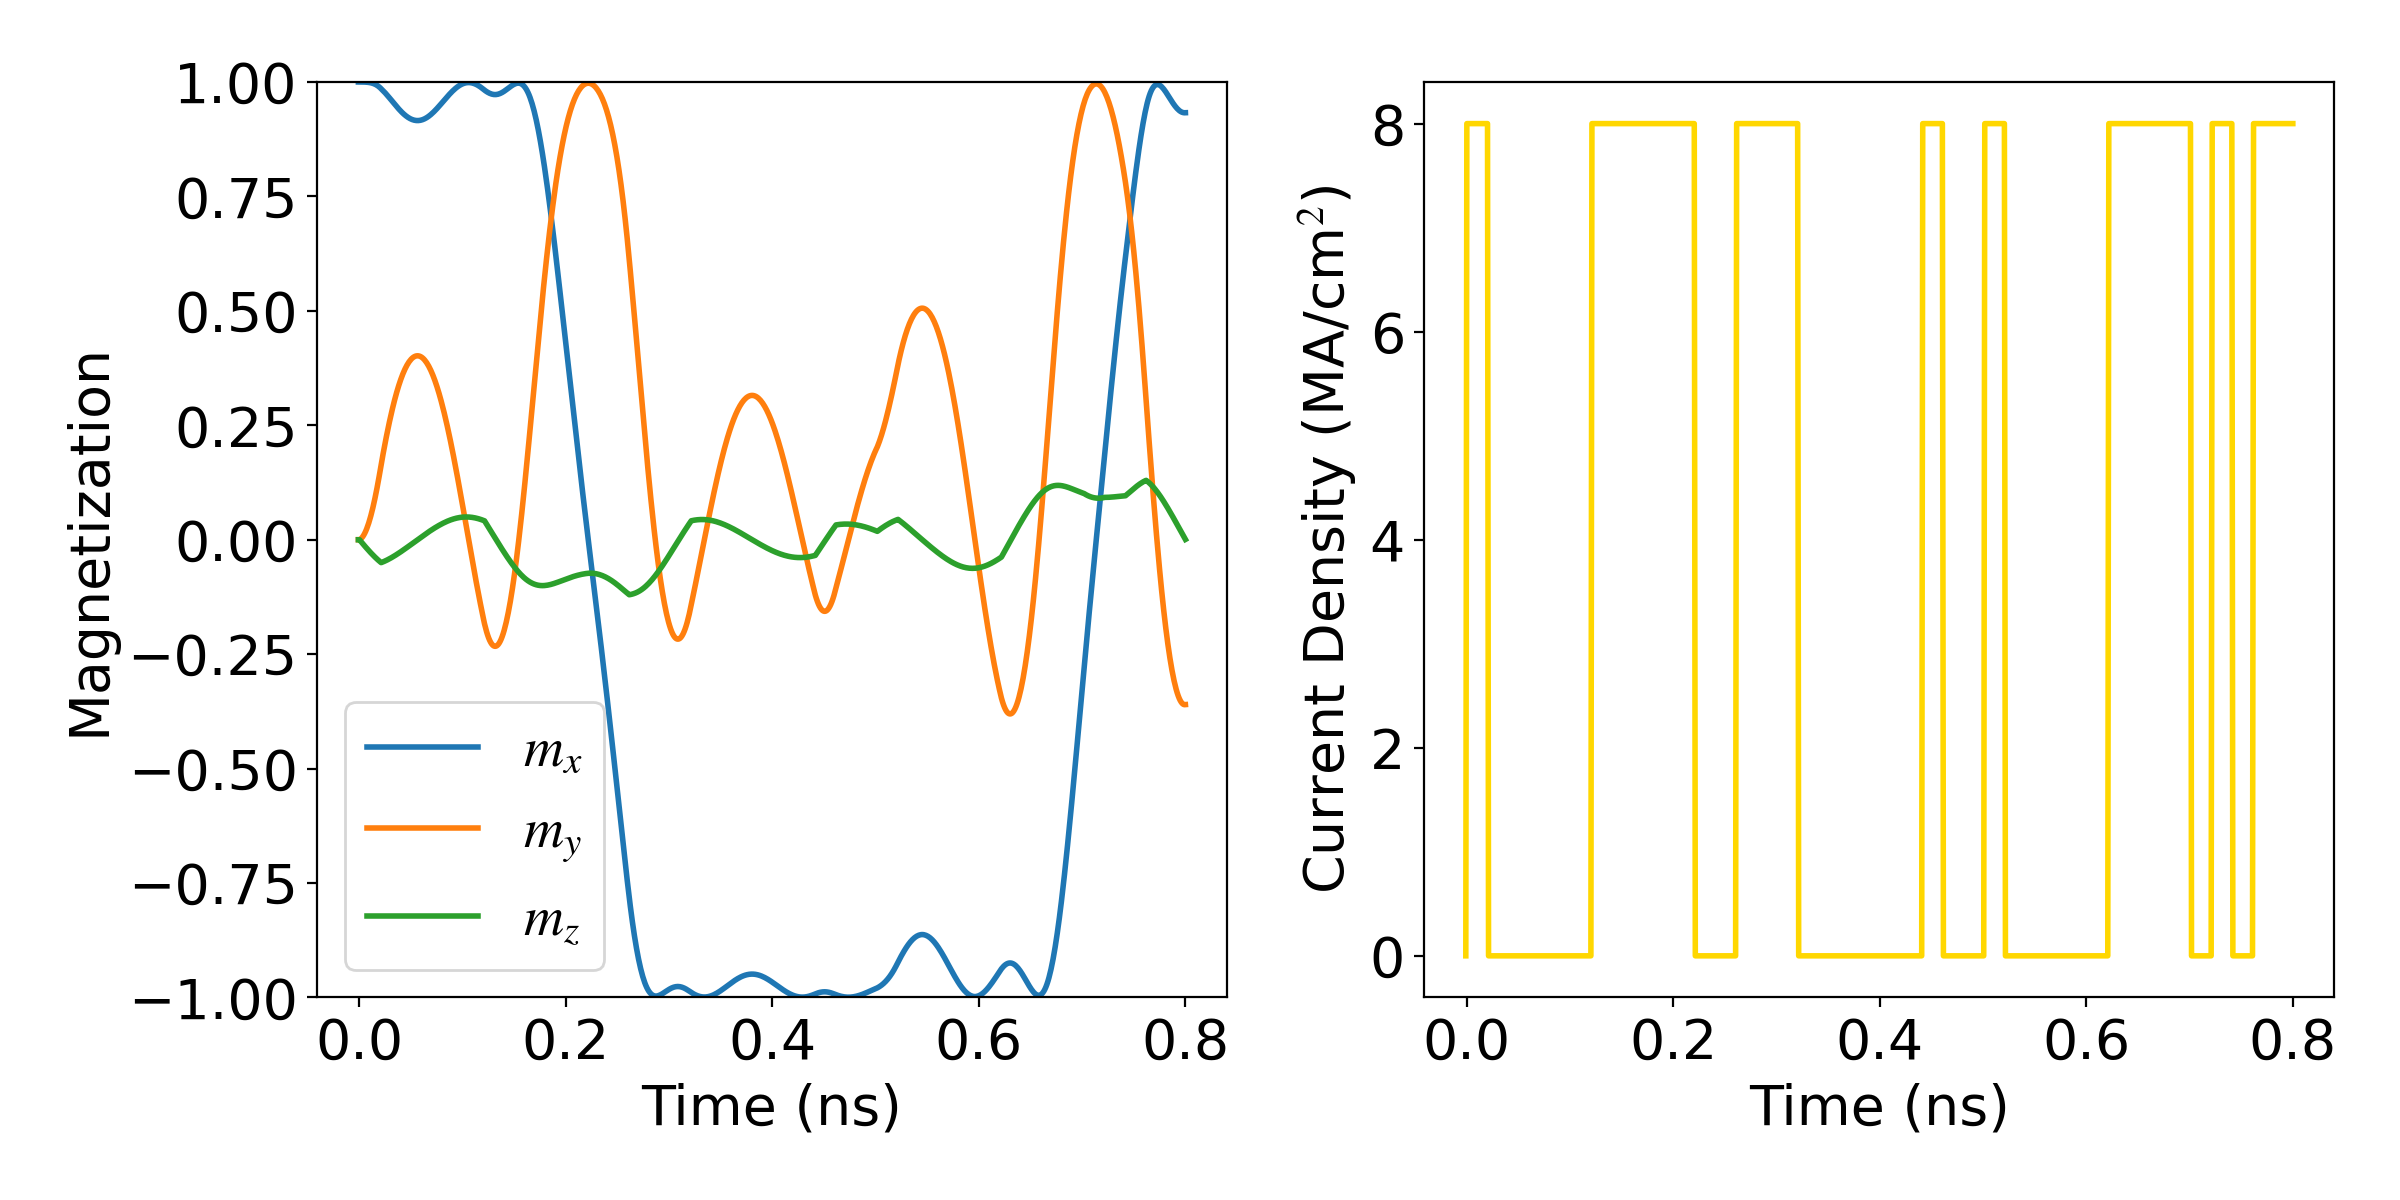 Magnetization
1.00
0.75
0.50
0.25
0.00
−0.25
−0.50
−0.75
−1.00
m_x
m_y
m_z
0.0 0.2 0.4 0.6 0.8
Time (ns)
Current Density (MA/cm²)
8
6
4
2
0
0.0 0.2 0.4 0.6 0.8
Time (ns)